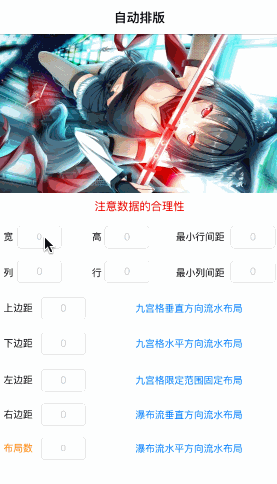 自动排版
注意数据的合理性
宽 0 高 0 最小行间距 0
列 0 行 0 最小列间距 0
上边距 0 九宫格垂直方向流水布局
下边距 0 九宫格水平方向流水布局
左边距 0 九宫格限定范围固定布局
右边距 0 瀑布流垂直方向流水布局
布局数 0 瀑布流水平方向流水布局